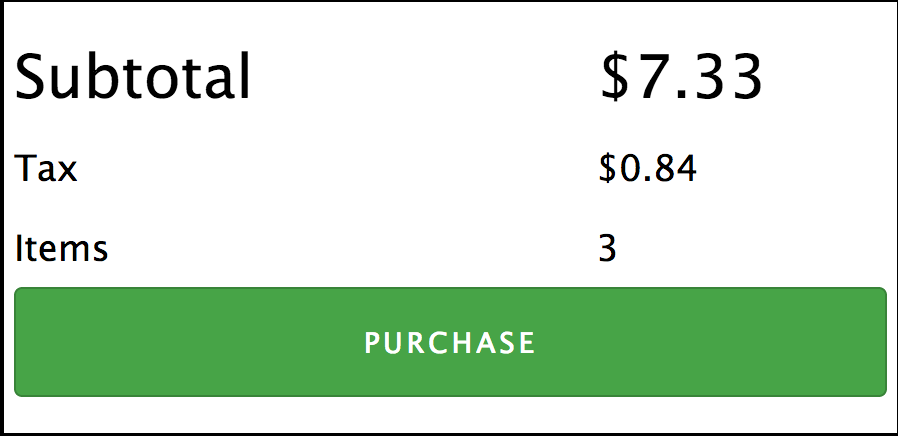 Subtotal $7.33
Tax $0.84
Items 3
PURCHASE